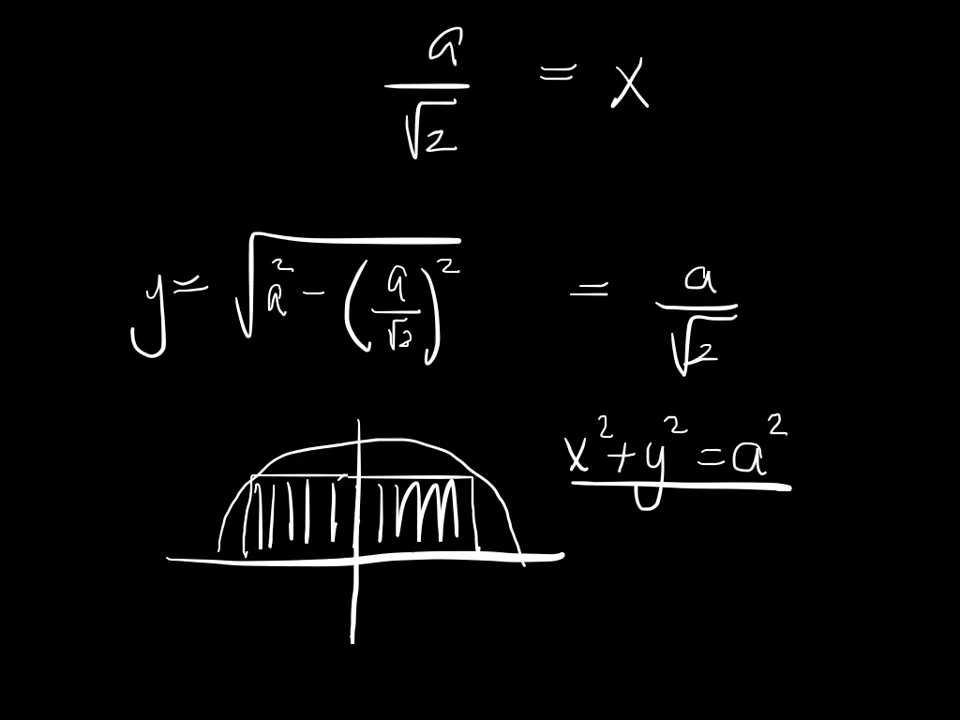 a/√2 = x
y = √(a² − (a/√2)²) = a/√2
x² + y² = a²